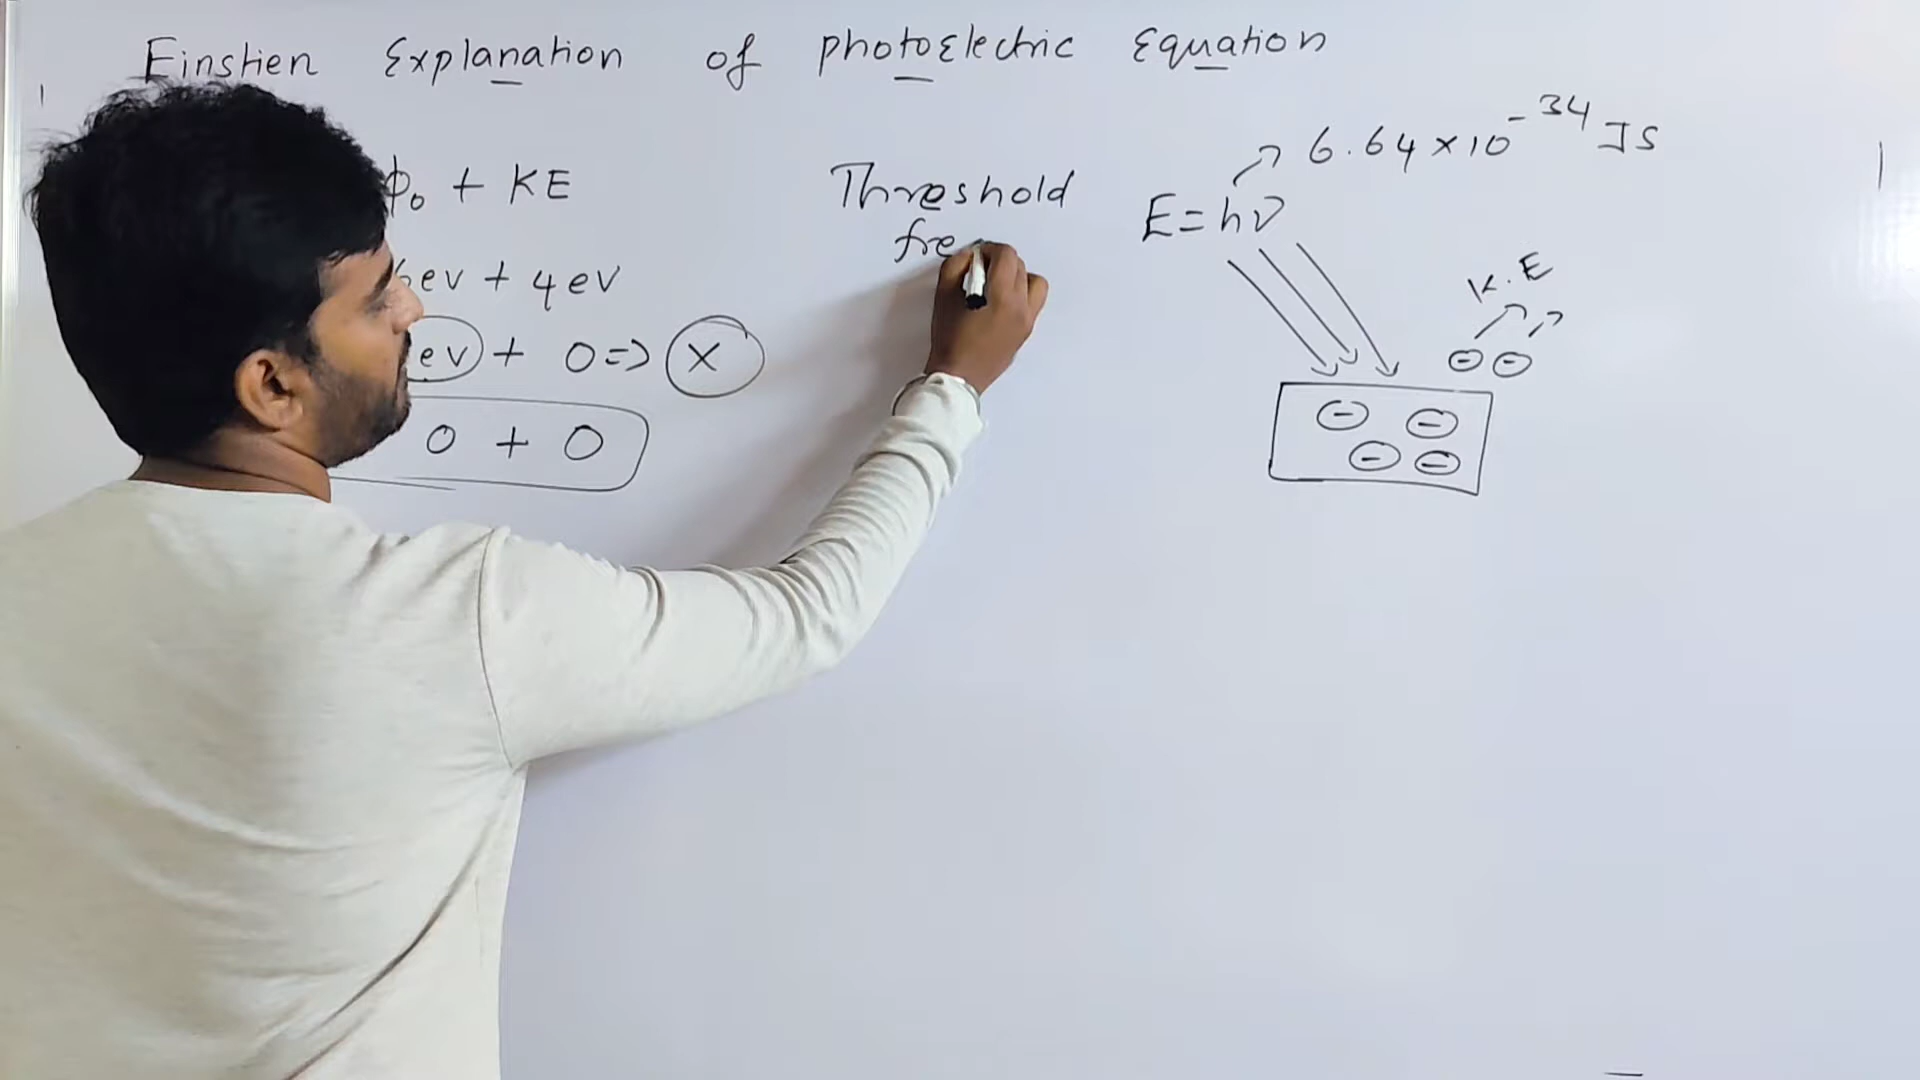 Einstien Explanation of photoElectric Equation
ϕ₀ + KE
6ev + 4ev
ev + 0 => X
0 + 0
Threshold
fre
6.64 × 10⁻³⁴ JS
E = hν
K.E
- -
- -
- -